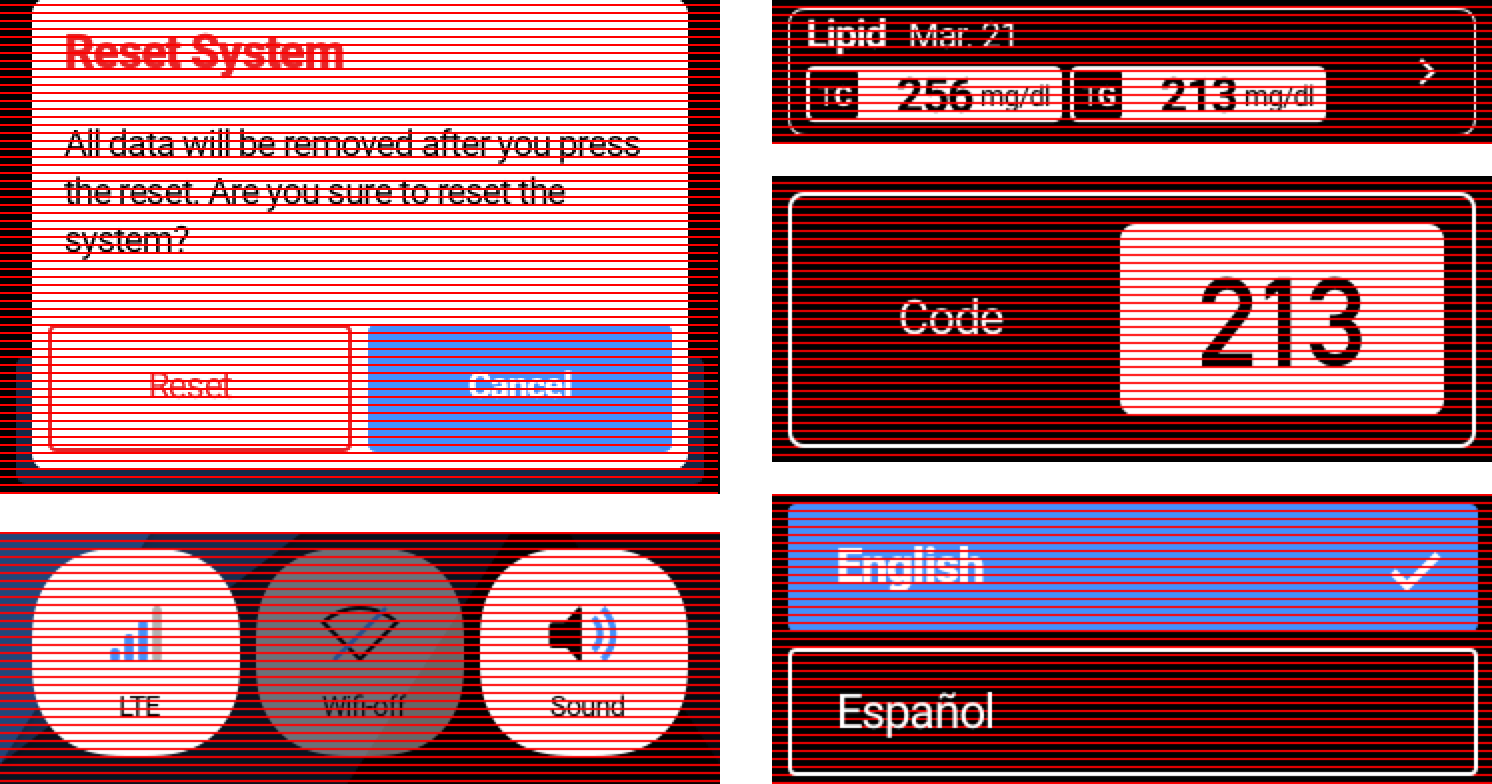 Reset System
All data will be removed after you press
the reset. Are you sure to reset the
system?
Reset Cancel
LTE Wifi-off Sound
Lipid Mar. 21
256 mg/dl 213 mg/dl
Code 213
English
Español